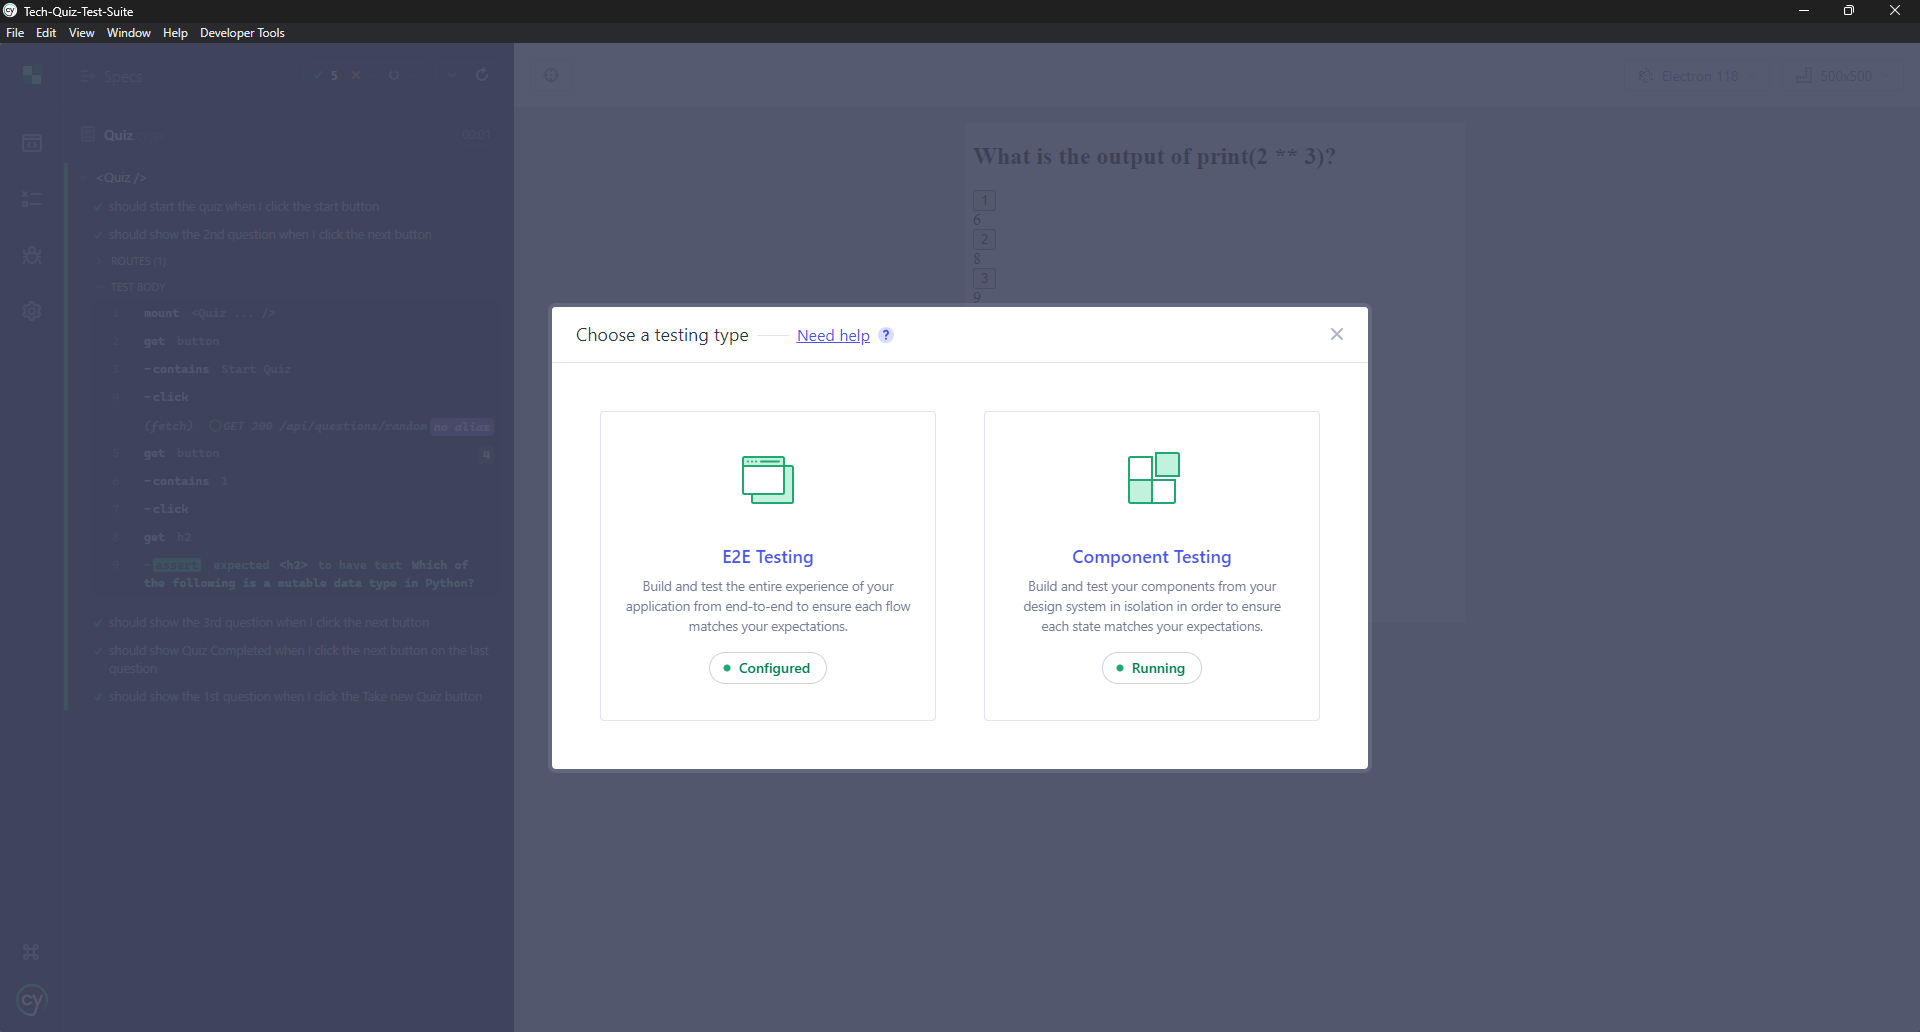 Tech-Quiz-Test-Suite
File Edit View Window Help Developer Tools
Specs
5
Electron 118
500x500
Quiz
00:01
<Quiz />
should start the quiz when I click the start button
should show the 2nd question when I click the next button
ROUTES (1)
TEST BODY
1 mount <Quiz ... />
2 get button
3 -contains Start Quiz
4 -click
(fetch) GET 200 /api/questions/random no alias
5 get button 4
6 -contains 1
7 -click
8 get h2
9 -assert expected <h2> to have text Which of
the following is a mutable data type in Python?
should show the 3rd question when I click the next button
should show Quiz Completed when I click the next button on the last
question
should show the 1st question when I click the Take new Quiz button
cy
What is the output of print(2 ** 3)?
1
6
2
8
3
9
Choose a testing type Need help ?
E2E Testing
Build and test the entire experience of your
application from end-to-end to ensure each flow
matches your expectations.
Configured
Component Testing
Build and test your components from your
design system in isolation in order to ensure
each state matches your expectations.
Running